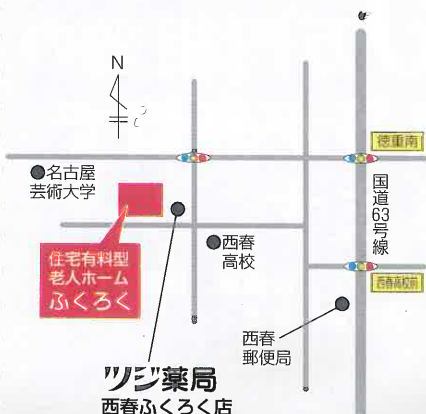 N
徳重南
名古屋
芸術大学
国道63号線
住宅有料型
老人ホーム
ふくろく
西春
高校
西春高校前
西春
郵便局
ツジ薬局
西春ふくろく店